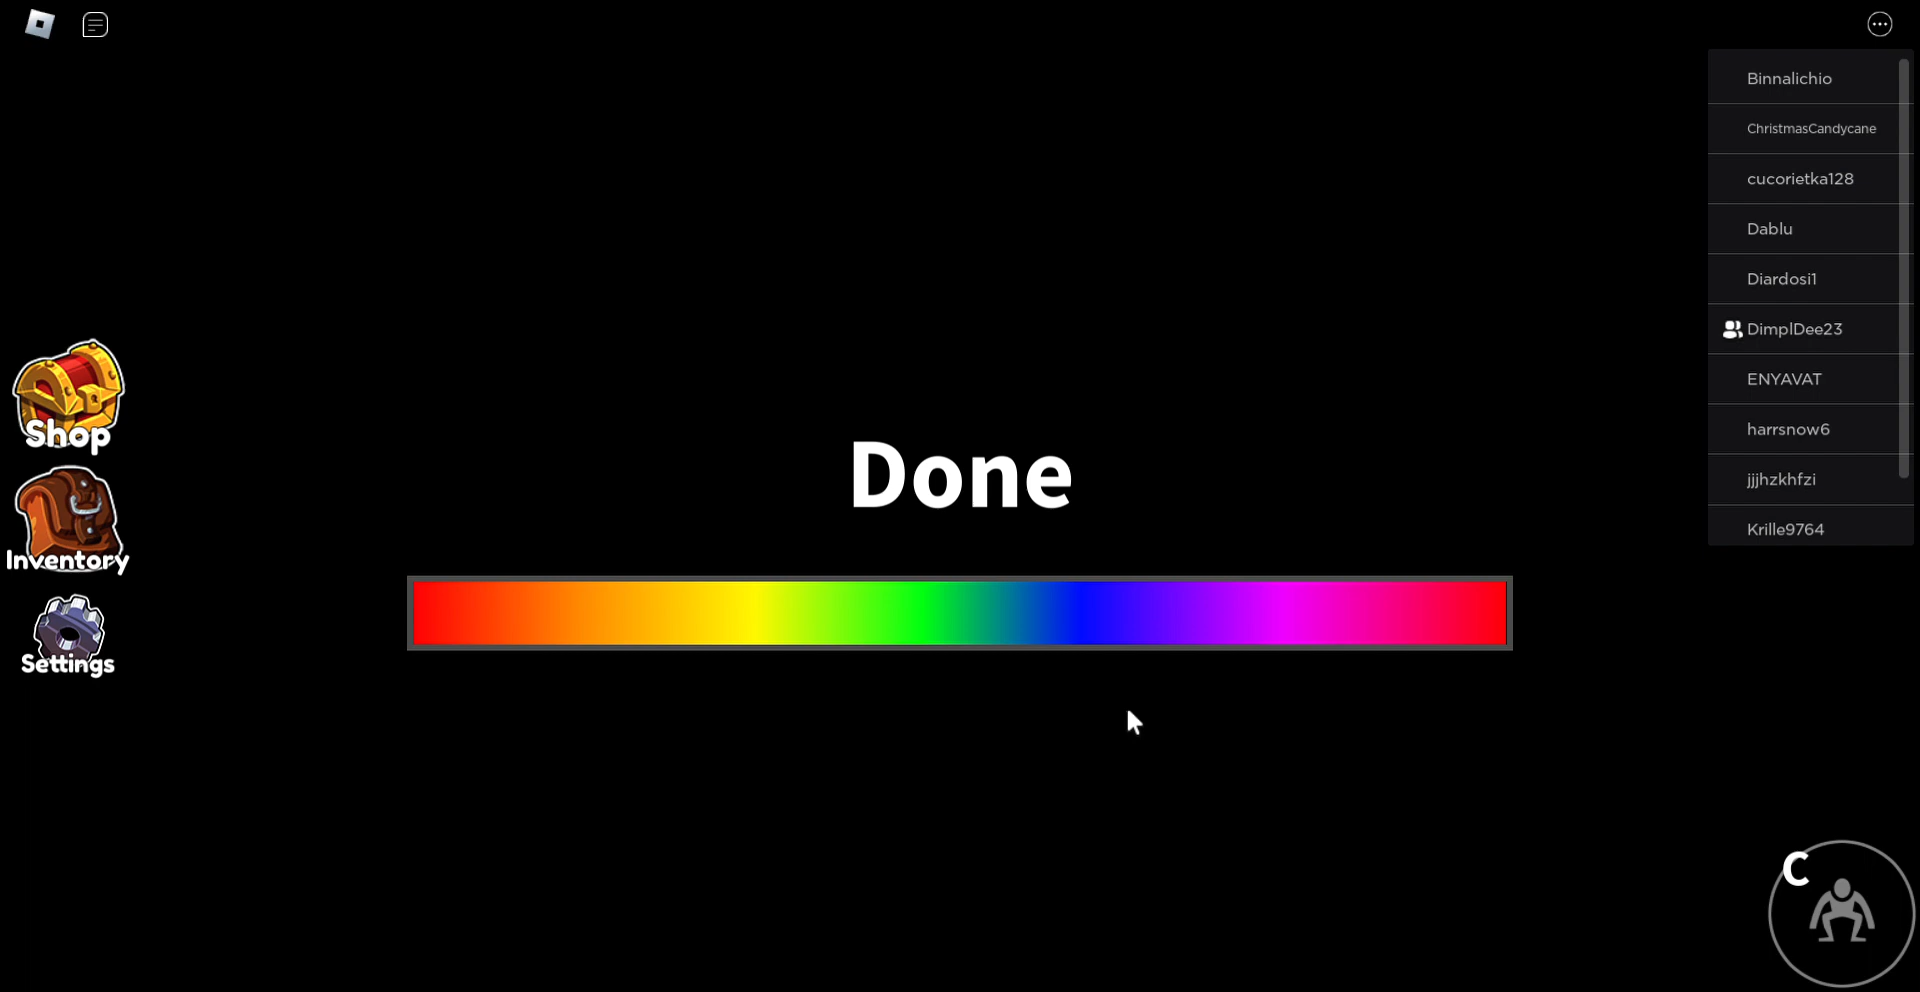 Binnalichio
ChristmasCandycane
cucorietka128
Dablu
Diardosi1
DimplDee23
ENYAVAT
harrsnow6
jjjhzkhfzi
Krille9764
Shop
Inventory
Settings
Done
C